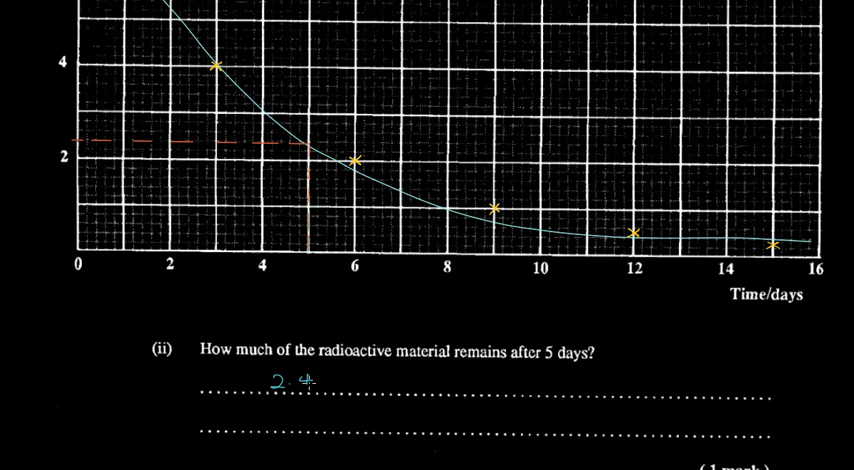 4
2
0 2 4 6 8 10 12 14 16
Time/days
(ii) How much of the radioactive material remains after 5 days?
2.4